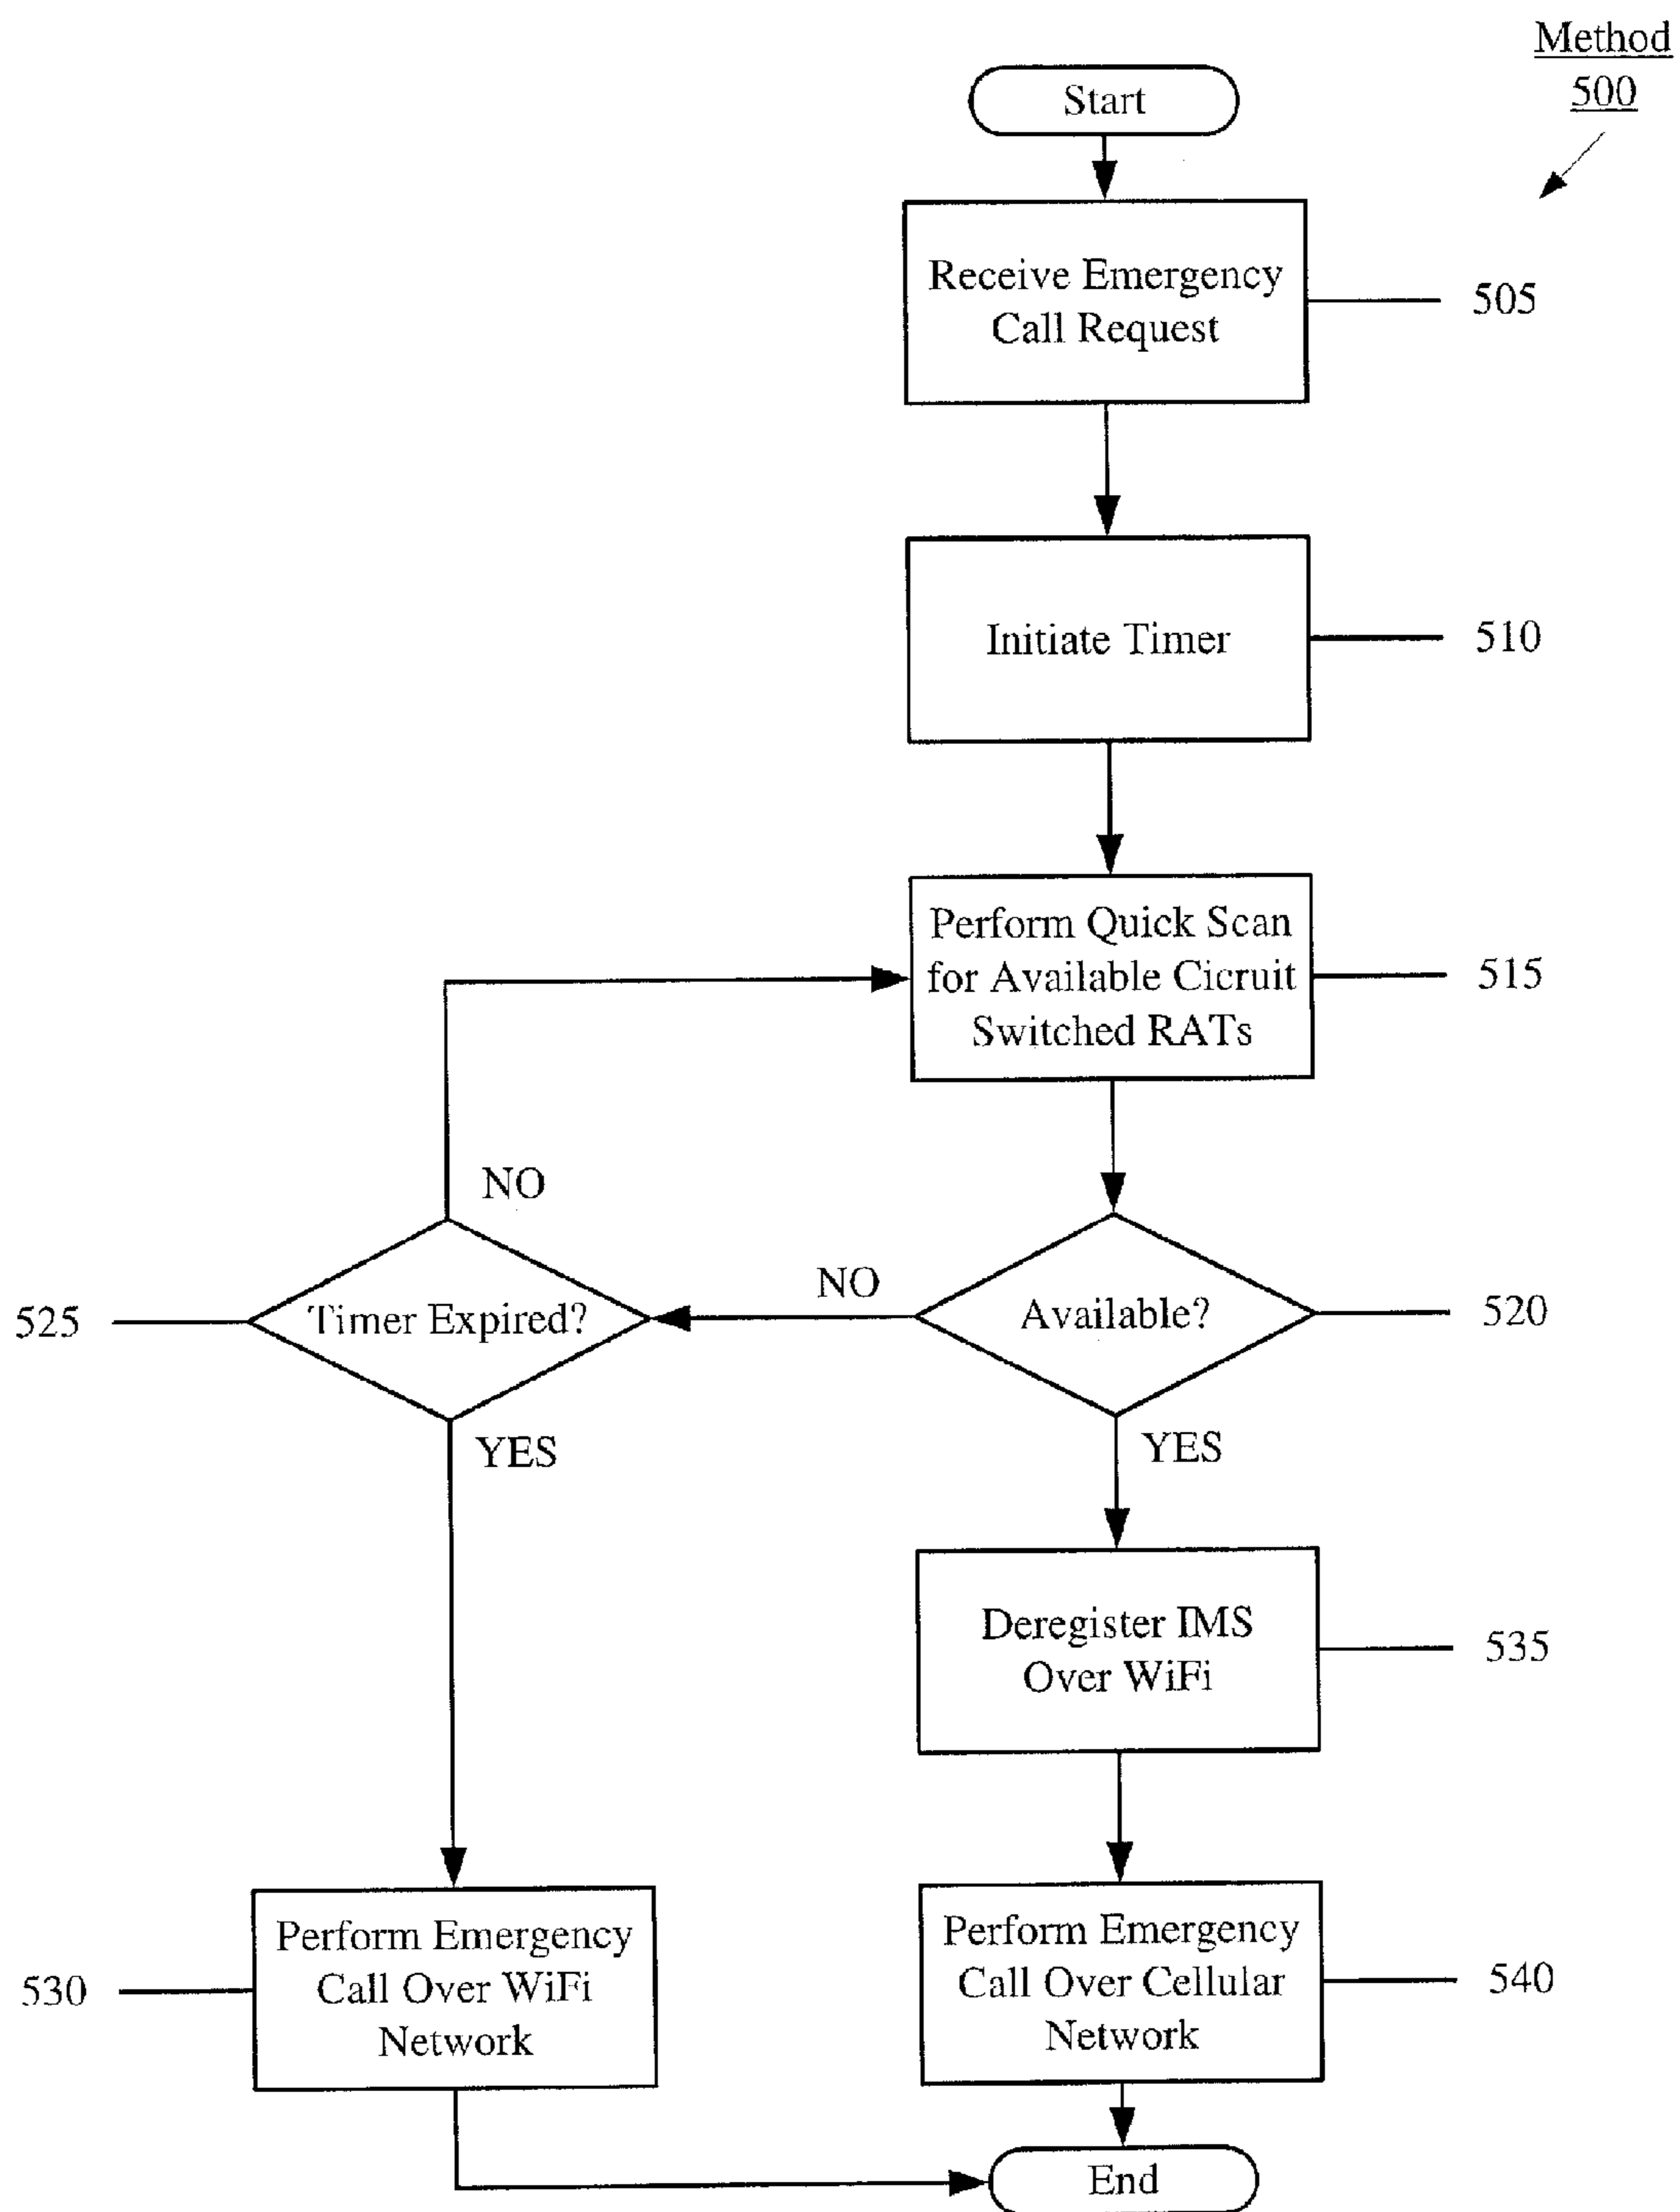 Method
500
Start
Receive Emergency
Call Request
505
Initiate Timer
510
Perform Quick Scan
for Available Cicruit
Switched RATs
515
NO
525
Timer Expired?
NO
Available?
520
YES
YES
Deregister IMS
Over WiFi
535
530
Perform Emergency
Call Over WiFi
Network
Perform Emergency
Call Over Cellular
Network
540
End